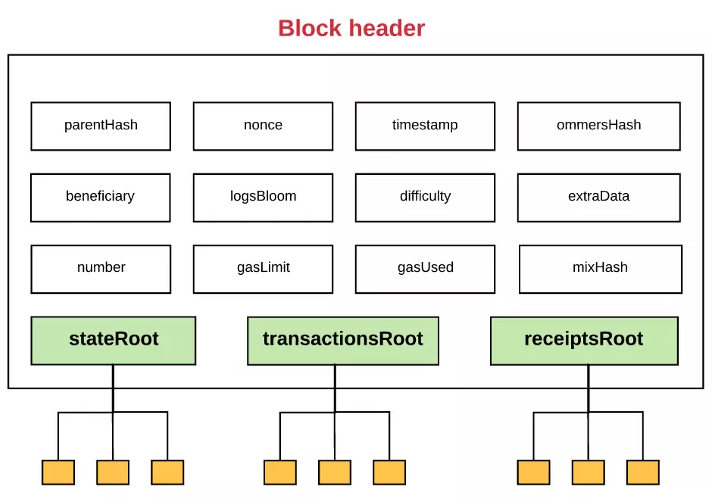 Block header
parentHash
nonce
timestamp
ommersHash
beneficiary
logsBloom
difficulty
extraData
number
gasLimit
gasUsed
mixHash
stateRoot
transactionsRoot
receiptsRoot